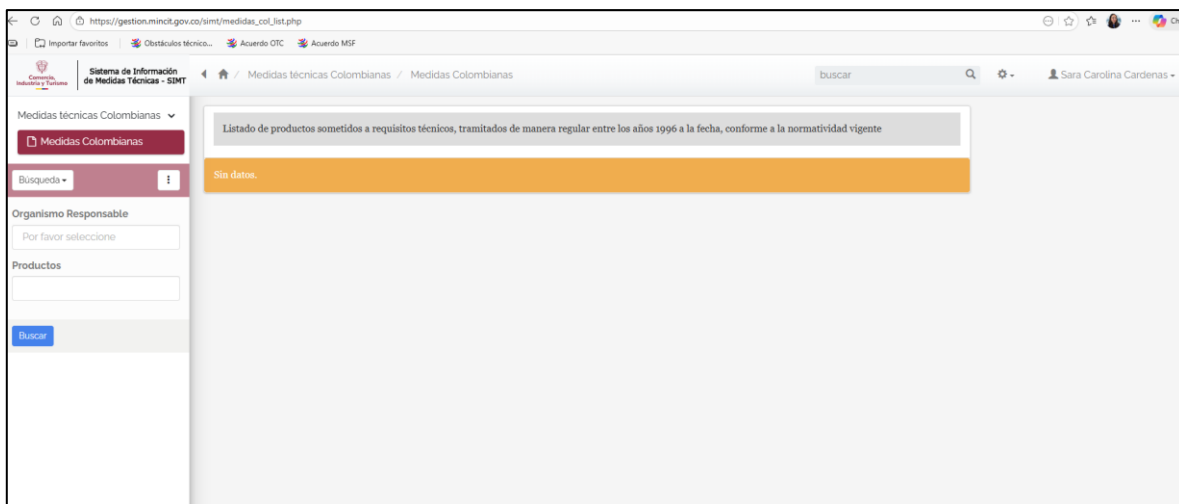 https://gestion.mincit.gov.co/simt/medidas_col_list.php
Importar favoritos
Obstáculos técnico...
Acuerdo OTC
Acuerdo MSF
Comercio,
Industria y Turismo
Sistema de Información
de Medidas Técnicas - SIMT
/ Medidas técnicas Colombianas / Medidas Colombianas
buscar
Sara Carolina Cardenas
Medidas técnicas Colombianas
Medidas Colombianas
Búsqueda
Organismo Responsable
Por favor seleccione
Productos
Buscar
Listado de productos sometidos a requisitos técnicos, tramitados de manera regular entre los años 1996 a la fecha, conforme a la normatividad vigente
Sin datos.